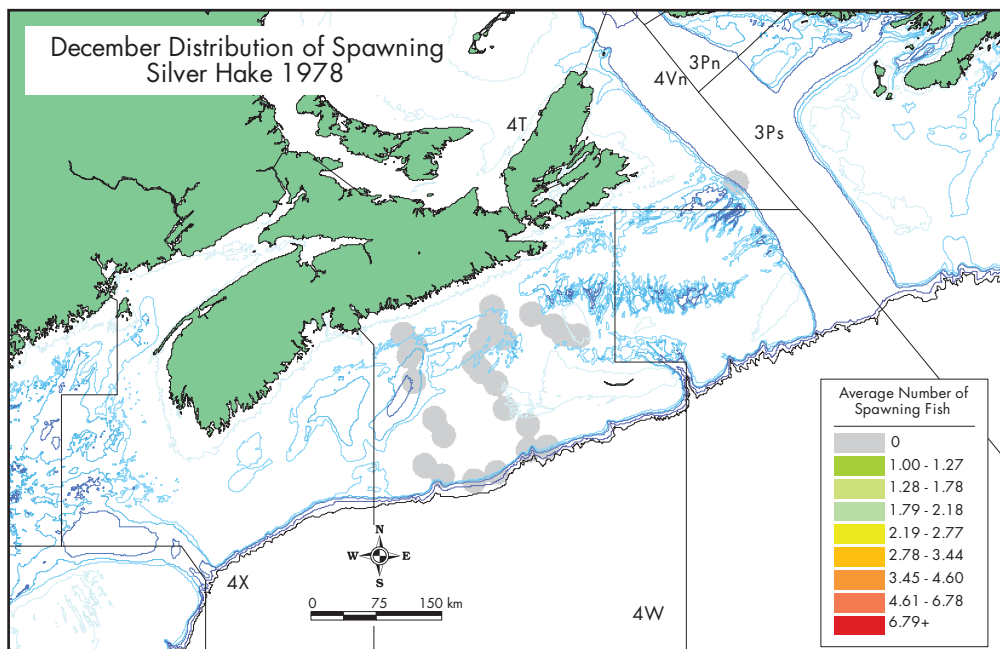 December Distribution of Spawning
Silver Hake 1978
3Pn
4Vn
4T
3Ps
Average Number of
Spawning Fish
0
1.00 - 1.27
1.28 - 1.78
1.79 - 2.18
2.19 - 2.77
2.78 - 3.44
3.45 - 4.60
4.61 - 6.78
6.79+
N
W E
S
4X
0 75 150 km
4W